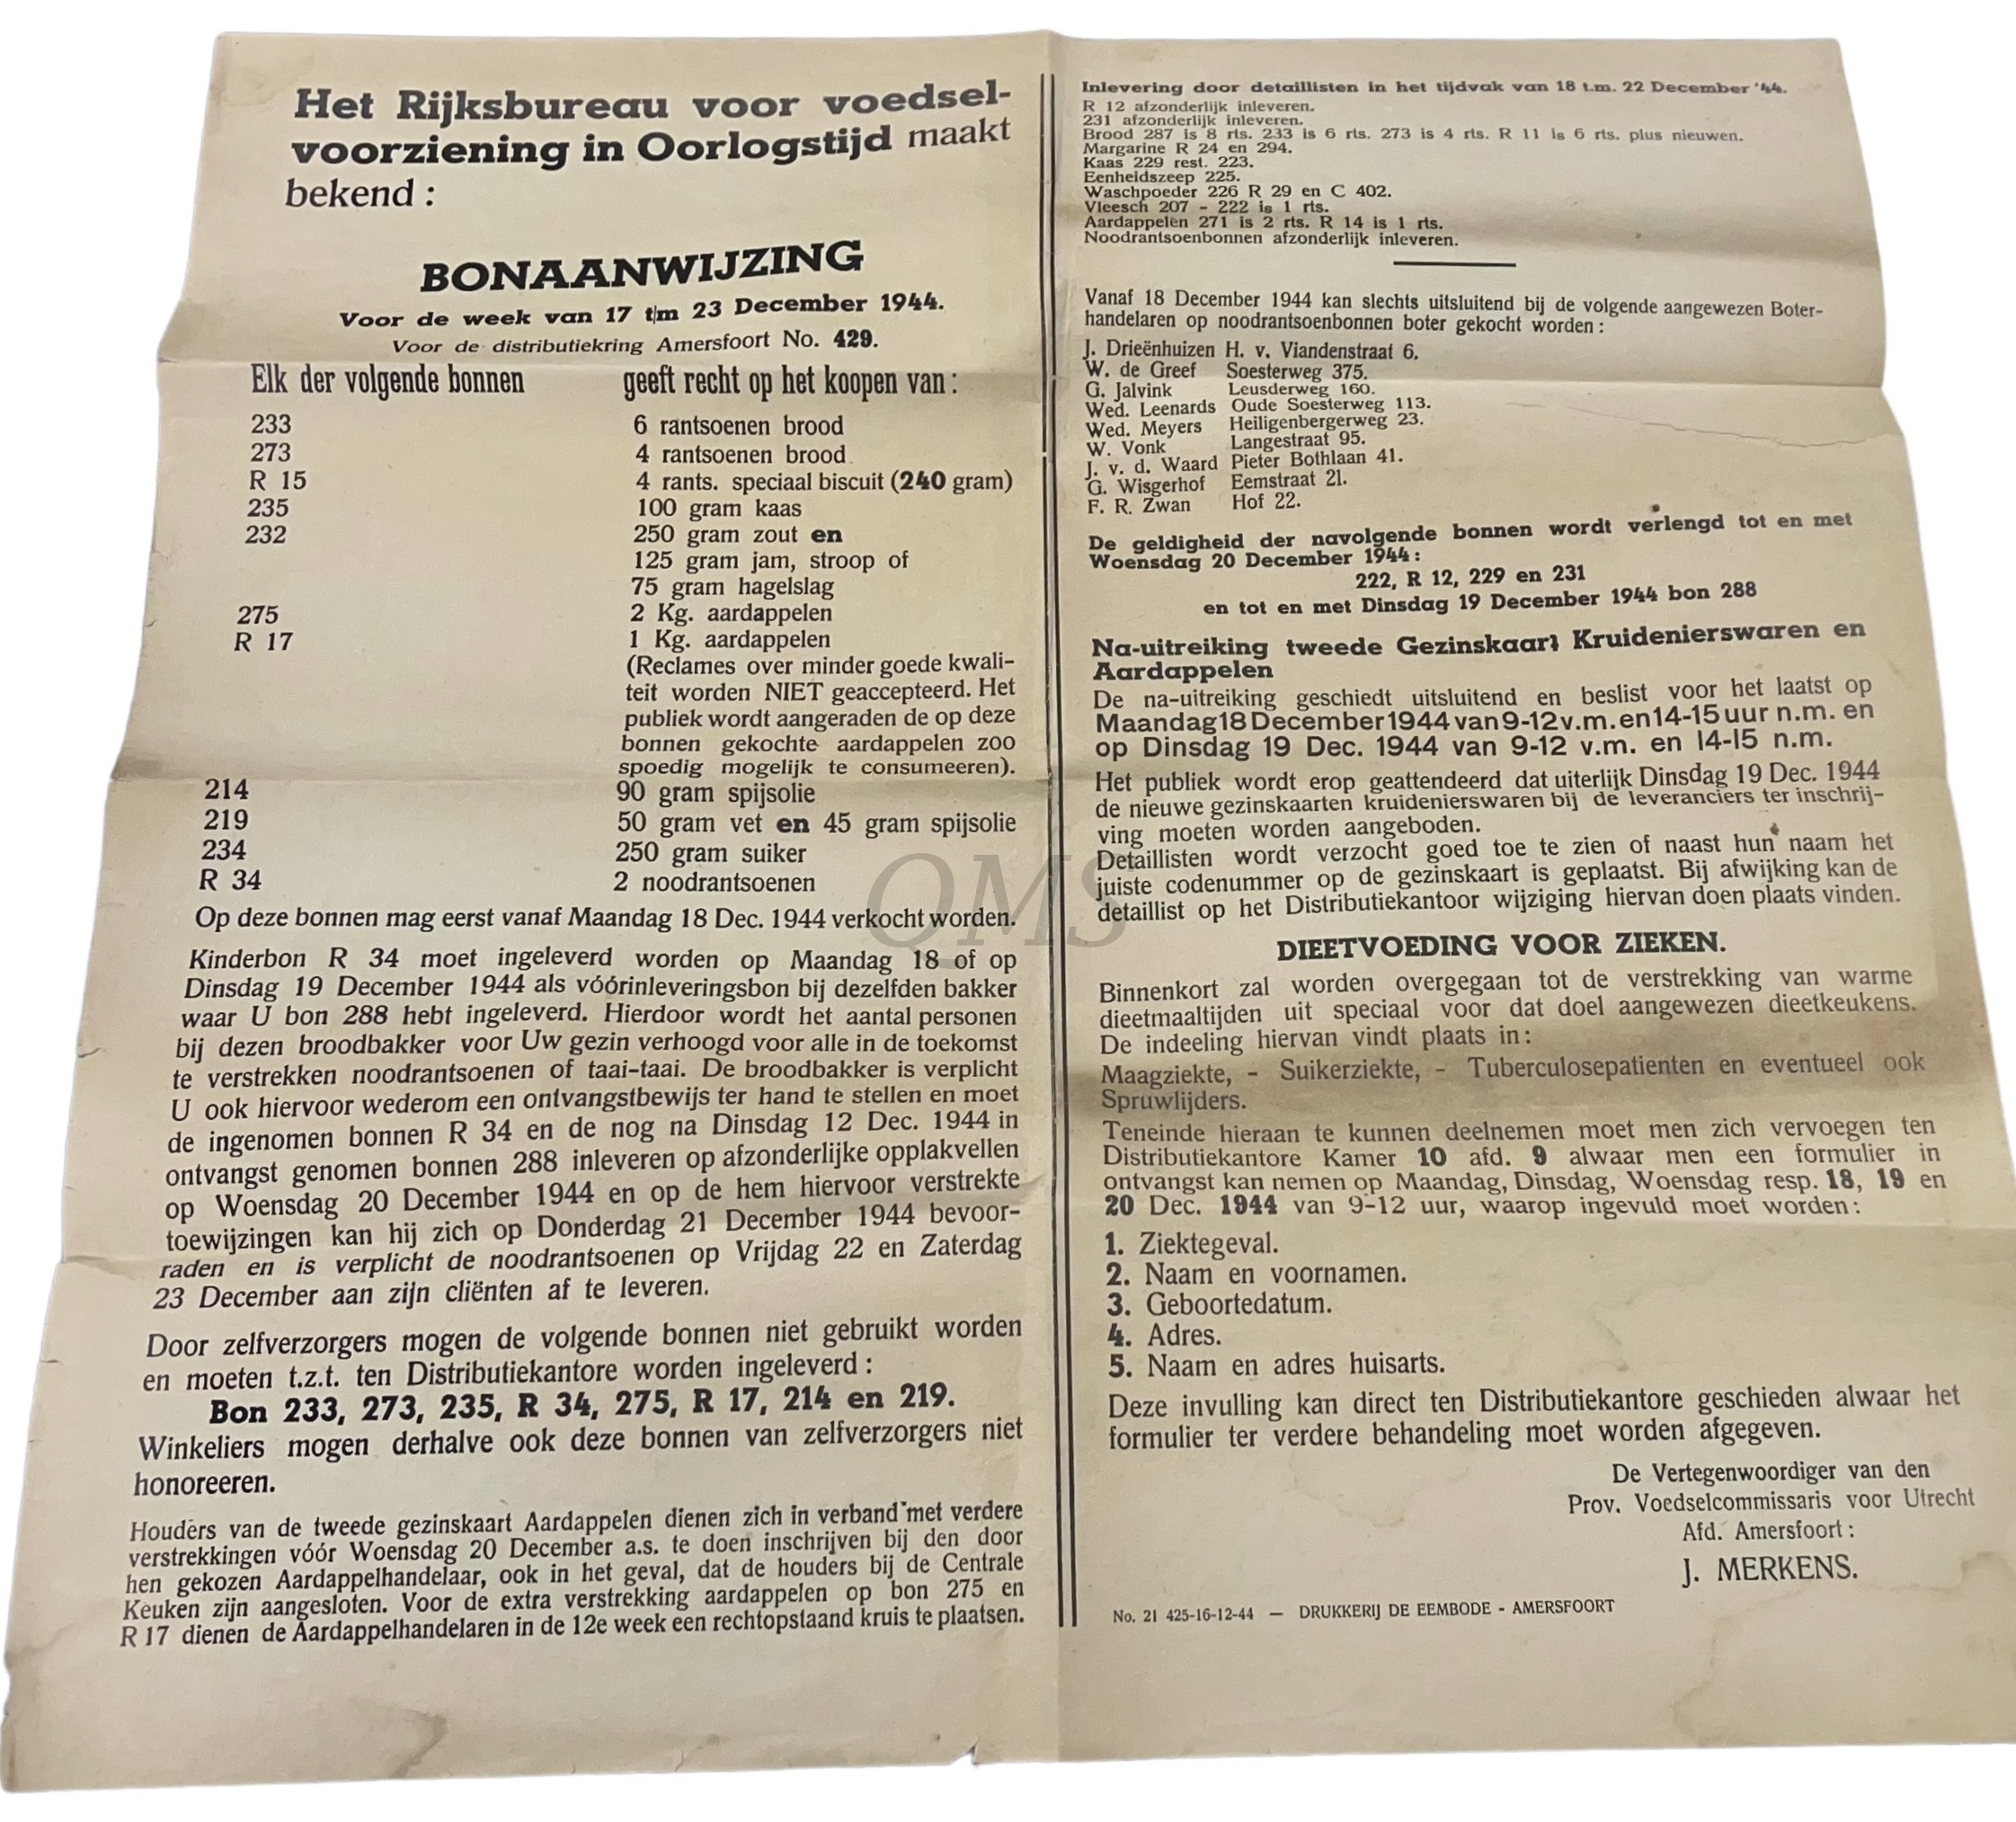 Het Rijksbureau voor voedsel-
voorziening in Oorlogstijd maakt
bekend :
BONAANWIJZING
Voor de week van 17 t/m 23 December 1944.
Voor de distributiekring Amersfoort No. 429.
Elk der volgende bonnen geeft recht op het koopen van :
233 6 rantsoenen brood
273 4 rantsoenen brood
R 15 4 rants. speciaal biscuit (240 gram)
235 100 gram kaas
232 250 gram zout en
125 gram jam, stroop of
75 gram hagelslag
275 2 Kg. aardappelen
R 17 1 Kg. aardappelen
(Reclames over minder goede kwali-
teit worden NIET geaccepteerd. Het
publiek wordt aangeraden de op deze
bonnen gekochte aardappelen zoo
spoedig mogelijk te consumeeren).
214 90 gram spijsolie
219 50 gram vet en 45 gram spijsolie
234 250 gram suiker
R 34 2 noodrantsoenen
Op deze bonnen mag eerst vanaf Maandag 18 Dec. 1944 verkocht worden.
Kinderbon R 34 moet ingeleverd worden op Maandag 18 of op
Dinsdag 19 December 1944 als vóórinleveringsbon bij dezelfden bakker
waar U bon 288 hebt ingeleverd. Hierdoor wordt het aantal personen
bij dezen broodbakker voor Uw gezin verhoogd voor alle in de toekomst
te verstrekken noodrantsoenen of taai-taai. De broodbakker is verplicht
U ook hiervoor wederom een ontvangstbewijs ter hand te stellen en moet
de ingenomen bonnen R 34 en de nog na Dinsdag 12 Dec. 1944 in
ontvangst genomen bonnen 288 inleveren op afzonderlijke opplakvellen
op Woensdag 20 December 1944 en op de hem hiervoor verstrekte
toewijzingen kan hij zich op Donderdag 21 December 1944 bevoor-
raden en is verplicht de noodrantsoenen op Vrijdag 22 en Zaterdag
23 December aan zijn cliënten af te leveren.
Door zelfverzorgers mogen de volgende bonnen niet gebruikt worden
en moeten t.z.t. ten Distributiekantore worden ingeleverd :
Bon 233, 273, 235, R 34, 275, R 17, 214 en 219.
Winkeliers mogen derhalve ook deze bonnen van zelfverzorgers niet
honoreeren.
Houders van de tweede gezinskaart Aardappelen dienen zich in verband met verdere
verstrekkingen vóór Woensdag 20 December a.s. te doen inschrijven bij den door
hen gekozen Aardappelhandelaar, ook in het geval, dat de houders bij de Centrale
Keuken zijn aangesloten. Voor de extra verstrekking aardappelen op bon 275 en
R 17 dienen de Aardappelhandelaren in de 12e week een rechtopstaand kruis te plaatsen.
Inlevering door detaillisten in het tijdvak van 18 t.m. 22 December '44.
R 12 afzonderlijk inleveren.
231 afzonderlijk inleveren.
Brood 287 is 8 rts. 233 is 6 rts. 273 is 4 rts. R 11 is 6 rts. plus nieuwen.
Margarine R 24 en 294.
Kaas 229 rest. 223.
Eenheidszeep 225.
Waschpoeder 226 R 29 en C 402.
Vleesch 207 - 222 is 1 rts.
Aardappelen 271 is 2 rts. R 14 is 1 rts.
Noodrantsoenbonnen afzonderlijk inleveren.
Vanaf 18 December 1944 kan slechts uitsluitend bij de volgende aangewezen Boter-
handelaren op noodrantsoenbonnen boter gekocht worden :
J. Drieënhuizen H. v. Viandenstraat 6.
W. de Greef Soesterweg 375.
G. Jalvink Leusderweg 160.
Wed. Leenards Oude Soesterweg 113.
Wed. Meyers Heiligenbergerweg 23.
W. Vonk Langestraat 95.
J. v. d. Waard Pieter Bothlaan 41.
G. Wisgerhof Eemstraat 21.
F. R. Zwan Hof 22.
De geldigheid der navolgende bonnen wordt verlengd tot en met
Woensdag 20 December 1944 :
222, R 12, 229 en 231
en tot en met Dinsdag 19 December 1944 bon 288
Na-uitreiking tweede Gezinskaart Kruidenierswaren en
Aardappelen
De na-uitreiking geschiedt uitsluitend en beslist voor het laatst op
Maandag 18 December 1944 van 9-12 v.m. en 14-15 uur n.m. en
op Dinsdag 19 Dec. 1944 van 9-12 v.m. en 14-15 n.m.
Het publiek wordt erop geattendeerd dat uiterlijk Dinsdag 19 Dec. 1944
de nieuwe gezinskaarten kruidenierswaren bij de leveranciers ter inschrij-
ving moeten worden aangeboden.
Detaillisten wordt verzocht goed toe te zien of naast hun naam het
juiste codenummer op de gezinskaart is geplaatst. Bij afwijking kan de
detaillist op het Distributiekantoor wijziging hiervan doen plaats vinden.
DIEETVOEDING VOOR ZIEKEN.
Binnenkort zal worden overgegaan tot de verstrekking van warme
dieetmaaltijden uit speciaal voor dat doel aangewezen dieetkeukens.
De indeeling hiervan vindt plaats in :
Maagziekte, - Suikerziekte, - Tuberculosepatienten en eventueel ook
Spruwlijders.
Teneinde hieraan te kunnen deelnemen moet men zich vervoegen ten
Distributiekantore Kamer 10 afd. 9 alwaar men een formulier in
ontvangst kan nemen op Maandag, Dinsdag, Woensdag resp. 18, 19 en
20 Dec. 1944 van 9-12 uur, waarop ingevuld moet worden :
1. Ziektegeval.
2. Naam en voornamen.
3. Geboortedatum.
4. Adres.
5. Naam en adres huisarts.
Deze invulling kan direct ten Distributiekantore geschieden alwaar het
formulier ter verdere behandeling moet worden afgegeven.
De Vertegenwoordiger van den
Prov. Voedselcommissaris voor Utrecht
Afd. Amersfoort :
J. MERKENS.
No. 21 425-16-12-44 — DRUKKERIJ DE EEMBODE - AMERSFOORT
QMS